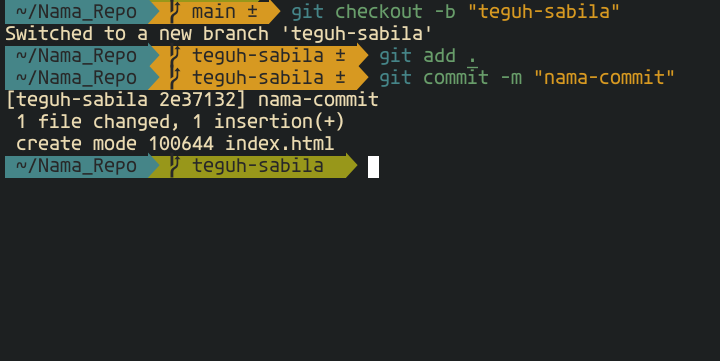 ~/Nama_Repo main ± git checkout -b "teguh-sabila"
Switched to a new branch 'teguh-sabila'
~/Nama_Repo teguh-sabila ± git add .
~/Nama_Repo teguh-sabila ± git commit -m "nama-commit"
[teguh-sabila 2e37132] nama-commit
1 file changed, 1 insertion(+)
create mode 100644 index.html
~/Nama_Repo teguh-sabila